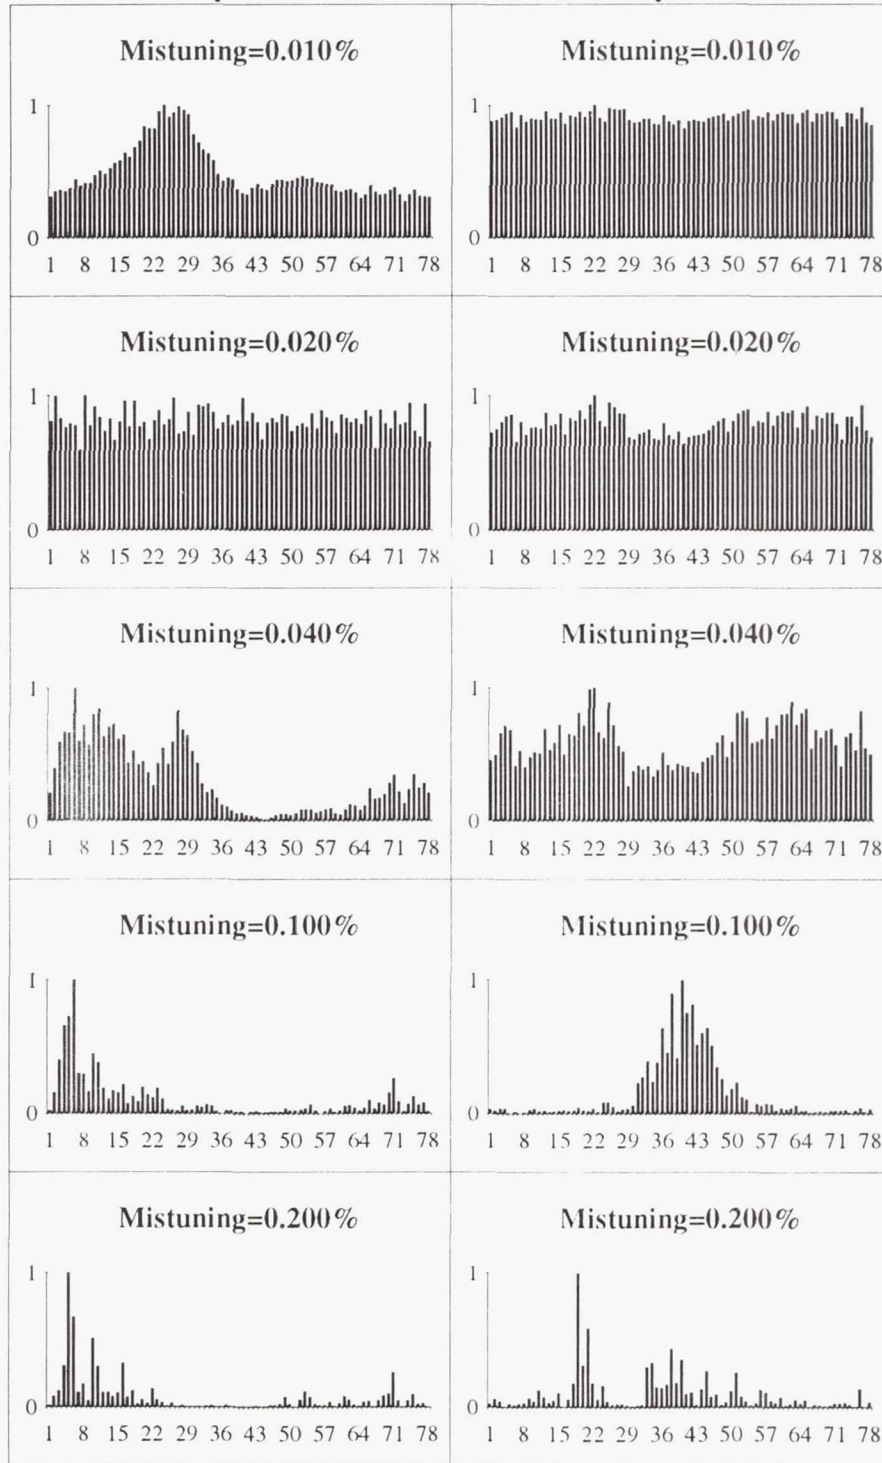 Mistuning=0.010% Mistuning=0.010%
1 1
0 0
1 8 15 22 29 36 43 50 57 64 71 78 1 8 15 22 29 36 43 50 57 64 71 78
Mistuning=0.020% Mistuning=0.020%
1 1
0 0
1 8 15 22 29 36 43 50 57 64 71 78 1 8 15 22 29 36 43 50 57 64 71 78
Mistuning=0.040% Mistuning=0.040%
1 1
0 0
1 8 15 22 29 36 43 50 57 64 71 78 1 8 15 22 29 36 43 50 57 64 71 78
Mistuning=0.100% Mistuning=0.100%
1 1
0 0
1 8 15 22 29 36 43 50 57 64 71 78 1 8 15 22 29 36 43 50 57 64 71 78
Mistuning=0.200% Mistuning=0.200%
1 1
0 0
1 8 15 22 29 36 43 50 57 64 71 78 1 8 15 22 29 36 43 50 57 64 71 78